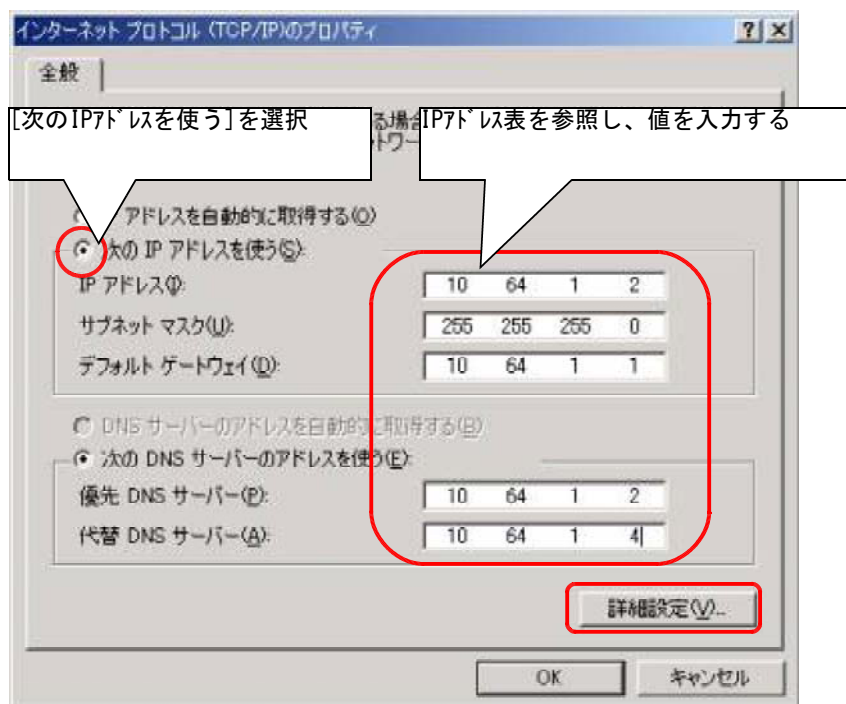 インターネット プロトコル (TCP/IP)のプロパティ
全般
[次のIPｱﾄﾞﾚｽを使う]を選択
る場合
IPｱﾄﾞﾚｽ表を参照し、値を入力する
トワー
アドレスを自動的に取得する(O)
次の IP アドレスを使う(S):
IP アドレス(I): 10 64 1 2
サブネット マスク(U): 255 255 255 0
デフォルト ゲートウェイ(D): 10 64 1 1
DNS サーバーのアドレスを自動的に取得する(B)
次の DNS サーバーのアドレスを使う(E):
優先 DNS サーバー(P): 10 64 1 2
代替 DNS サーバー(A): 10 64 1 4
詳細設定(V)...
OK キャンセル